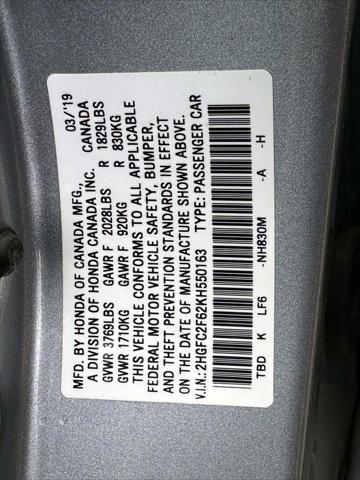 MFD. BY HONDA OF CANADA MFG., 03/'19
A DIVISION OF HONDA CANADA INC. CANADA
GVWR 3769LBS GAWR F 2028LBS R 1829LBS
GVWR 1710KG GAWR F 920KG R 830KG
THIS VEHICLE CONFORMS TO ALL APPLICABLE
FEDERAL MOTOR VEHICLE SAFETY, BUMPER,
AND THEFT PREVENTION STANDARDS IN EFFECT
ON THE DATE OF MANUFACTURE SHOWN ABOVE.
V.I.N.: 2HGFC2F62KH550163 TYPE: PASSENGER CAR
TBD K LF6 -NH830M -A -H